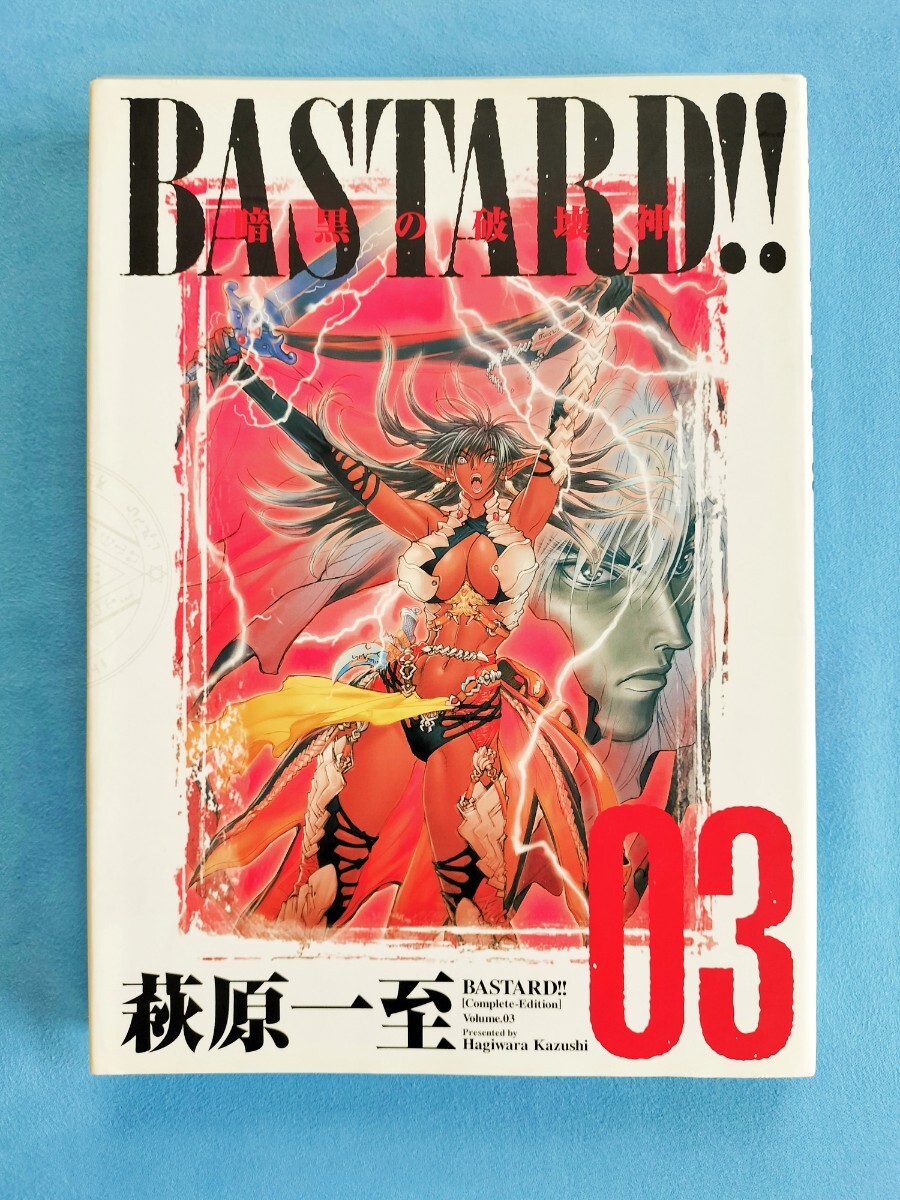 BASTARD!!
暗黒の破壊神
03
萩原一至
BASTARD!!
[Complete-Edition]
Volume.03
Presented by
Hagiwara Kazushi